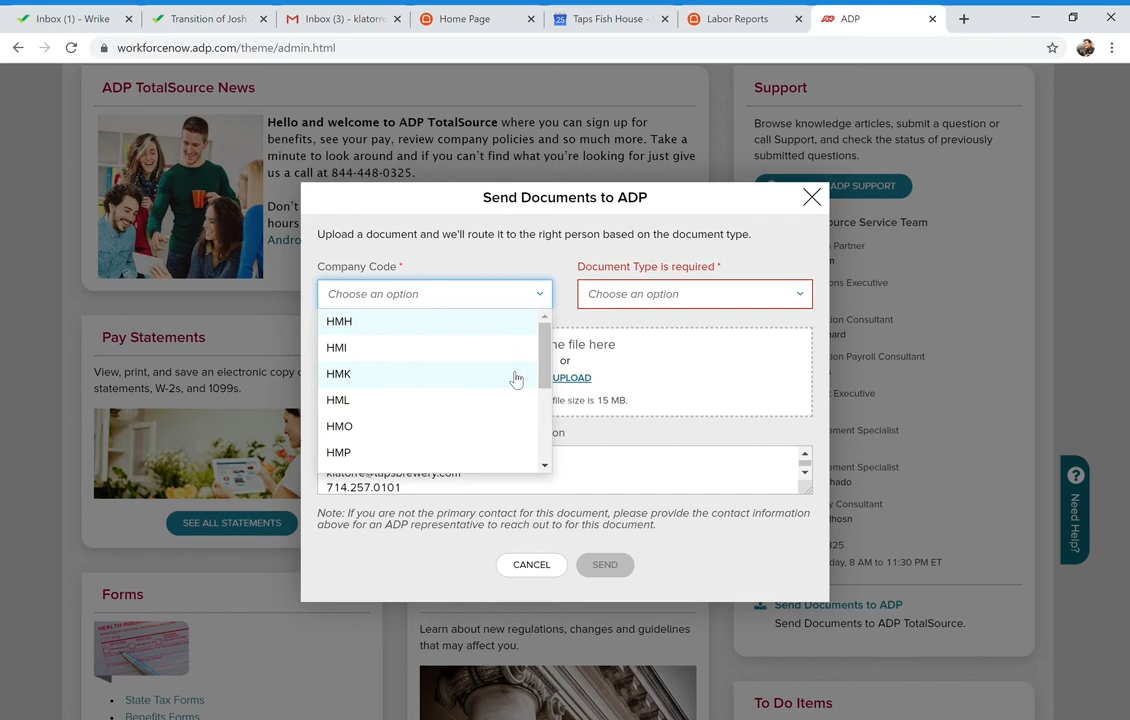 Inbox (1) - Wrike
Transition of Josh
Inbox (3) - klatorre
Home Page
Taps Fish House -
Labor Reports
ADP
workforcenow.adp.com/theme/admin.html
ADP TotalSource News
Hello and welcome to ADP TotalSource where you can sign up for
benefits, see your pay, review company policies and so much more. Take a
minute to look around and if you can't find what you're looking for just give
us a call at 844-448-0325.
Don't
hours
Andro
Support
Browse knowledge articles, submit a question or
call Support, and check the status of previously
submitted questions.
ADP SUPPORT
ource Service Team
Partner
m
ons Executive
ion Consultant
ard
ion Payroll Consultant
s
t Executive
ement Specialist
ement Specialist
hado
y Consultant
lhosn
325
day, 8 AM to 11:30 PM ET
Send Documents to ADP
Send Documents to ADP TotalSource.
To Do Items
Send Documents to ADP
Upload a document and we'll route it to the right person based on the document type.
Company Code *
Document Type is required *
Choose an option
Choose an option
HMH
HMI
HMK
HML
HMO
HMP
ne file here
or
UPLOAD
file size is 15 MB.
on
klatorre@tapsbrewery.com
714.257.0101
Note: If you are not the primary contact for this document, please provide the contact information
above for an ADP representative to reach out to for this document.
CANCEL
SEND
Pay Statements
View, print, and save an electronic copy o
statements, W-2s, and 1099s.
SEE ALL STATEMENTS
Forms
State Tax Forms
Benefits Forms
Learn about new regulations, changes and guidelines
that may affect you.
Need Help?